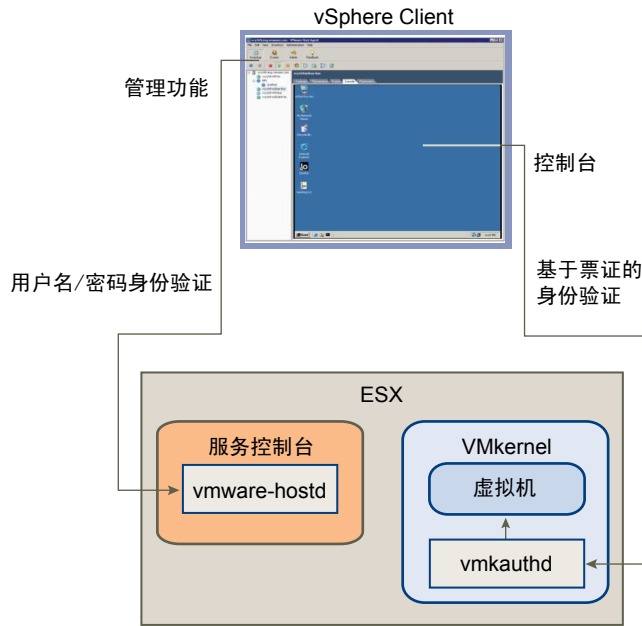 vSphere Client
管理功能
控制台
用户名/密码身份验证
基于票证的
身份验证
ESX
服务控制台
VMkernel
vmware-hostd
虚拟机
vmkauthd